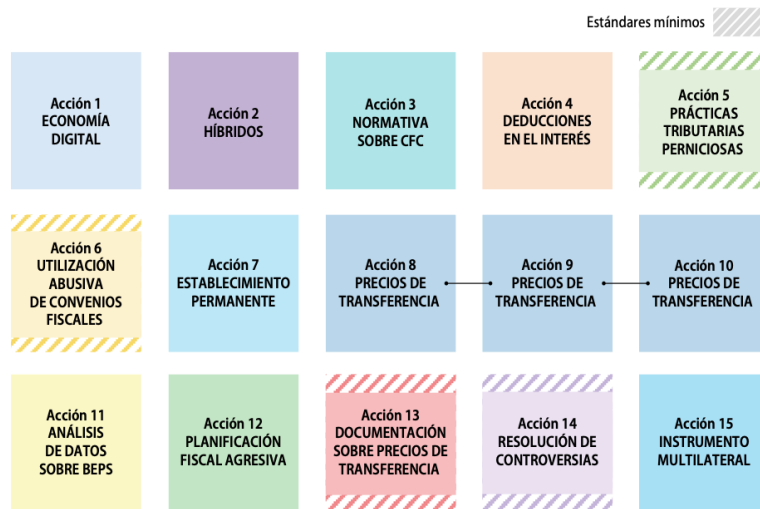 Estándares mínimos
Acción 1
ECONOMÍA
DIGITAL
Acción 2
HÍBRIDOS
Acción 3
NORMATIVA
SOBRE CFC
Acción 4
DEDUCCIONES
EN EL INTERÉS
Acción 5
PRÁCTICAS
TRIBUTARIAS
PERNICIOSAS
Acción 6
UTILIZACIÓN
ABUSIVA
DE CONVENIOS
FISCALES
Acción 7
ESTABLECIMIENTO
PERMANENTE
Acción 8
PRECIOS DE
TRANSFERENCIA
Acción 9
PRECIOS DE
TRANSFERENCIA
Acción 10
PRECIOS DE
TRANSFERENCIA
Acción 11
ANÁLISIS
DE DATOS
SOBRE BEPS
Acción 12
PLANIFICACIÓN
FISCAL AGRESIVA
Acción 13
DOCUMENTACIÓN
SOBRE PRECIOS DE
TRANSFERENCIA
Acción 14
RESOLUCIÓN DE
CONTROVERSIAS
Acción 15
INSTRUMENTO
MULTILATERAL